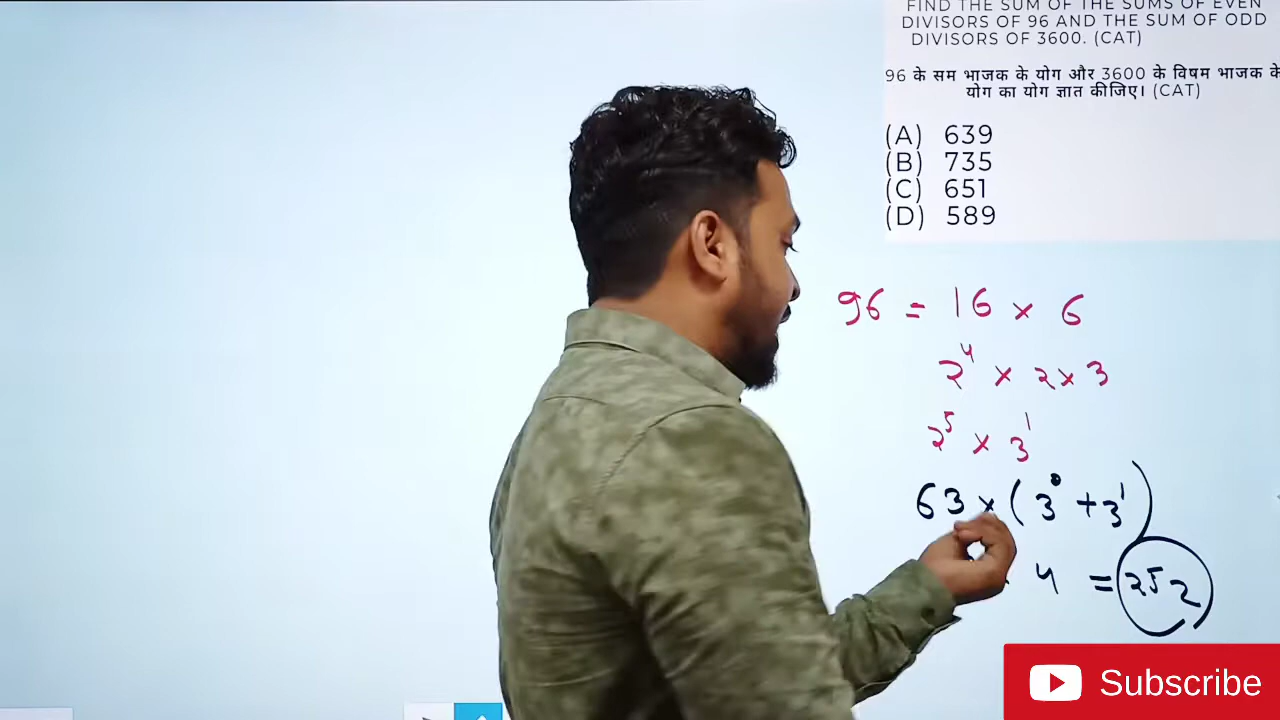 FIND THE SUM OF THE SUMS OF EVEN
DIVISORS OF 96 AND THE SUM OF ODD
DIVISORS OF 3600. (CAT)
96 के सम भाजक के योग और 3600 के विषम भाजक के
योग का योग ज्ञात कीजिए। (CAT)
(A) 639
(B) 735
(C) 651
(D) 589
96 = 16 × 6
2⁴ × 2 × 3
2⁵ × 3¹
63 × (3⁰ + 3¹)
4 = 252
Subscribe